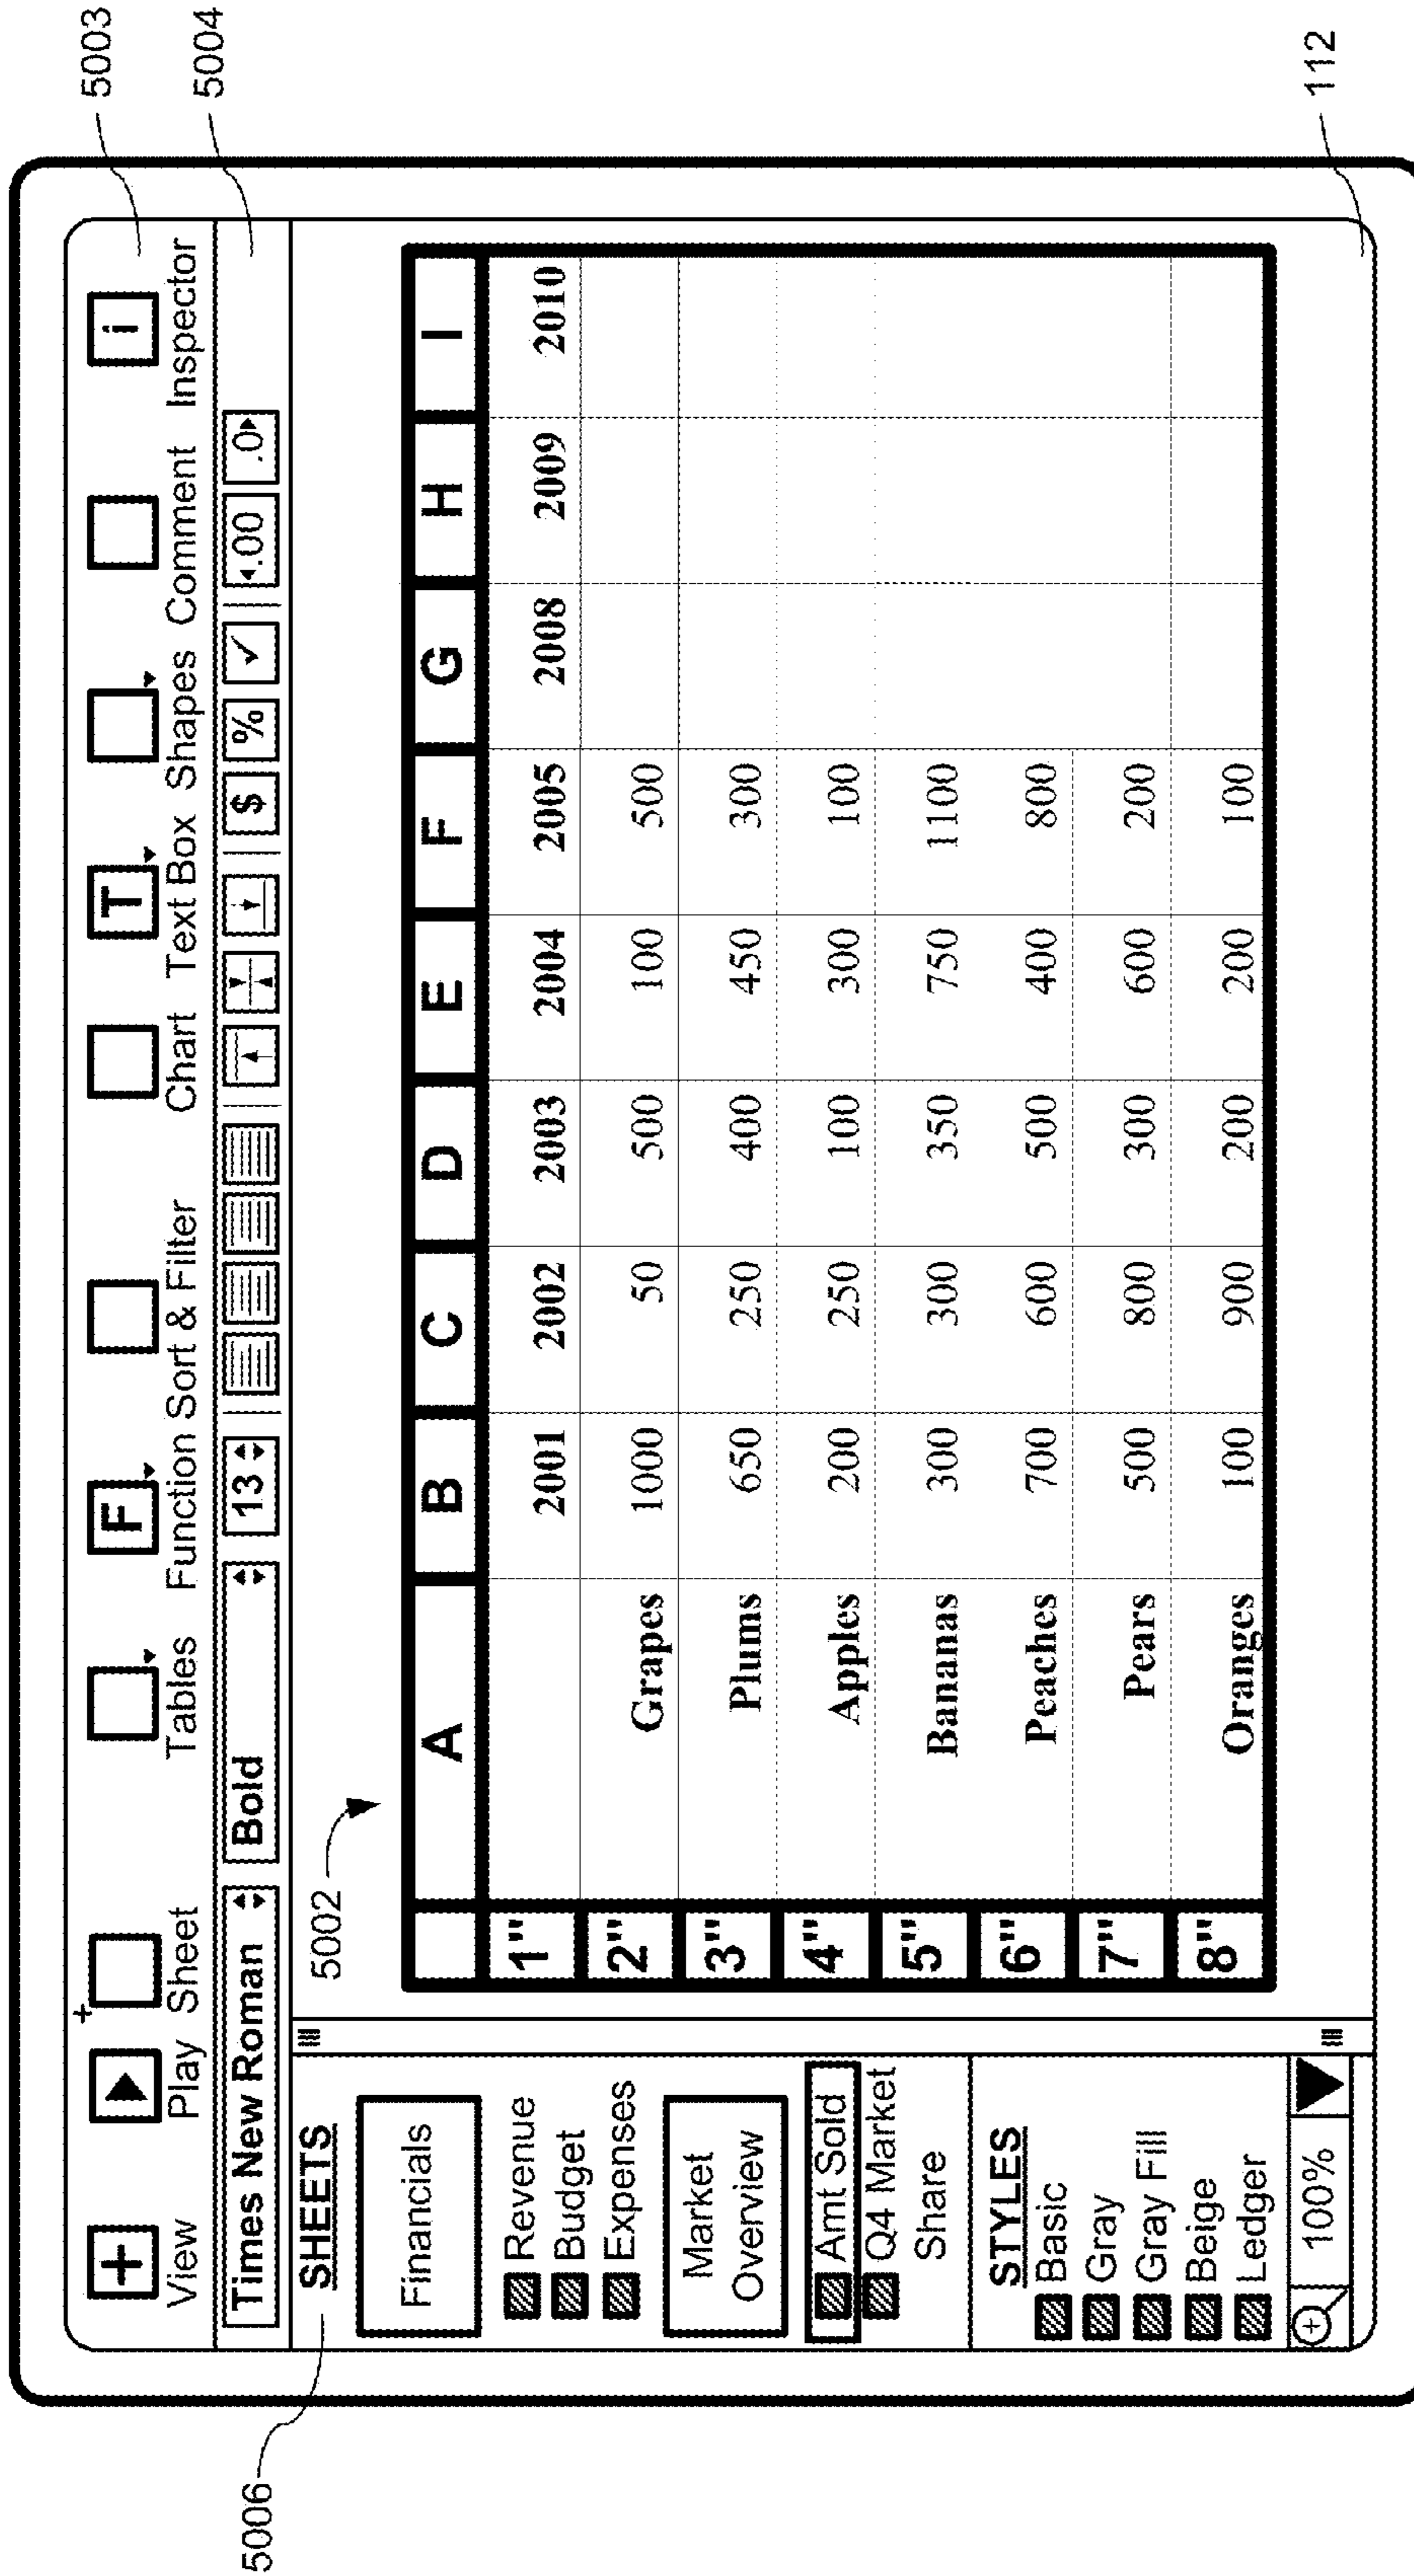 5003
5004
+ F T i
View Play Sheet Tables Function Sort & Filter Chart Text Box Shapes Comment Inspector
Times New Roman Bold 13 $ % ✓ .00 .0
5006
SHEETS
Financials
Revenue
Budget
Expenses
Market
Overview
Amt Sold
Q4 Market
Share
STYLES
Basic
Gray
Gray Fill
Beige
Ledger
100%
5002
A B C D E F G H I
1" 2001 2002 2003 2004 2005 2008 2009 2010
2" Grapes 1000 50 500 100 500
3" Plums 650 250 400 450 300
4" Apples 200 250 100 300 100
5" Bananas 300 300 350 750 1100
6" Peaches 700 600 500 400 800
7" Pears 500 800 300 600 200
8" Oranges 100 900 200 200 100
112